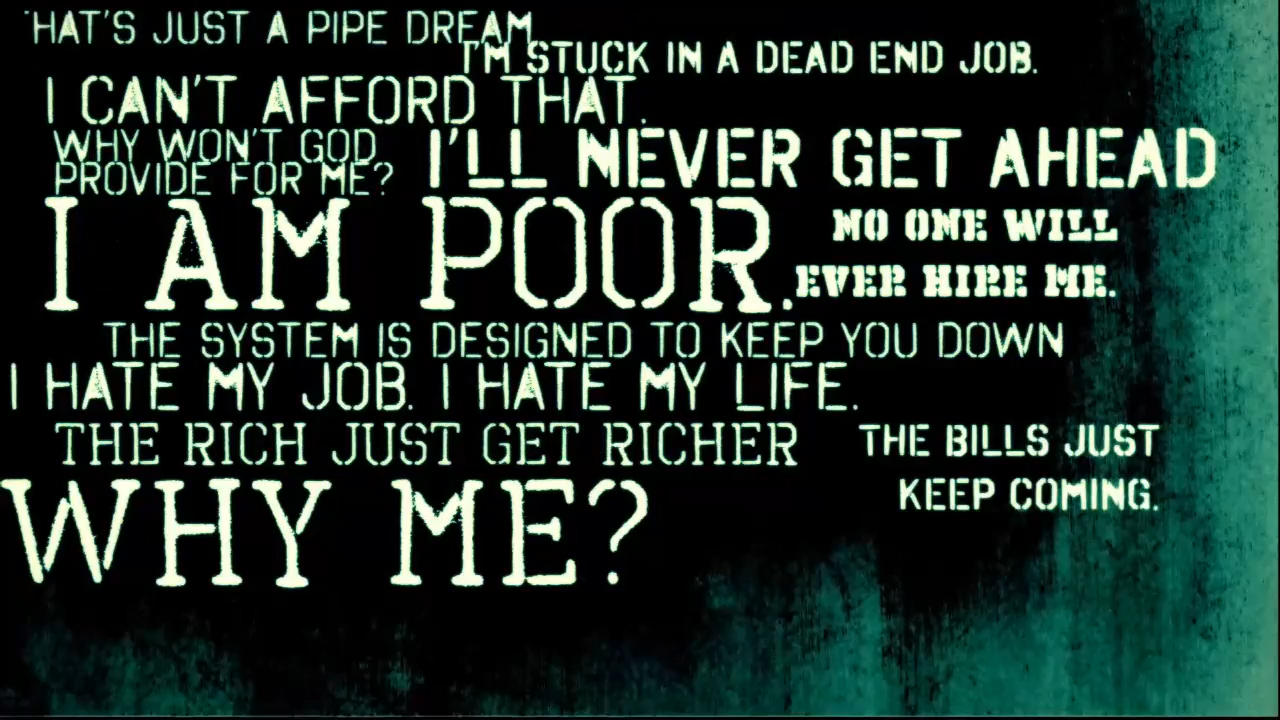 THAT'S JUST A PIPE DREAM
I'M STUCK IN A DEAD END JOB.
I CAN'T AFFORD THAT.
WHY WON'T GOD
PROVIDE FOR ME?
I'LL NEVER GET AHEAD
I AM POOR.
NO ONE WILL
EVER HIRE ME.
THE SYSTEM IS DESIGNED TO KEEP YOU DOWN
I HATE MY JOB. I HATE MY LIFE.
THE RICH JUST GET RICHER
THE BILLS JUST
KEEP COMING.
WHY ME?